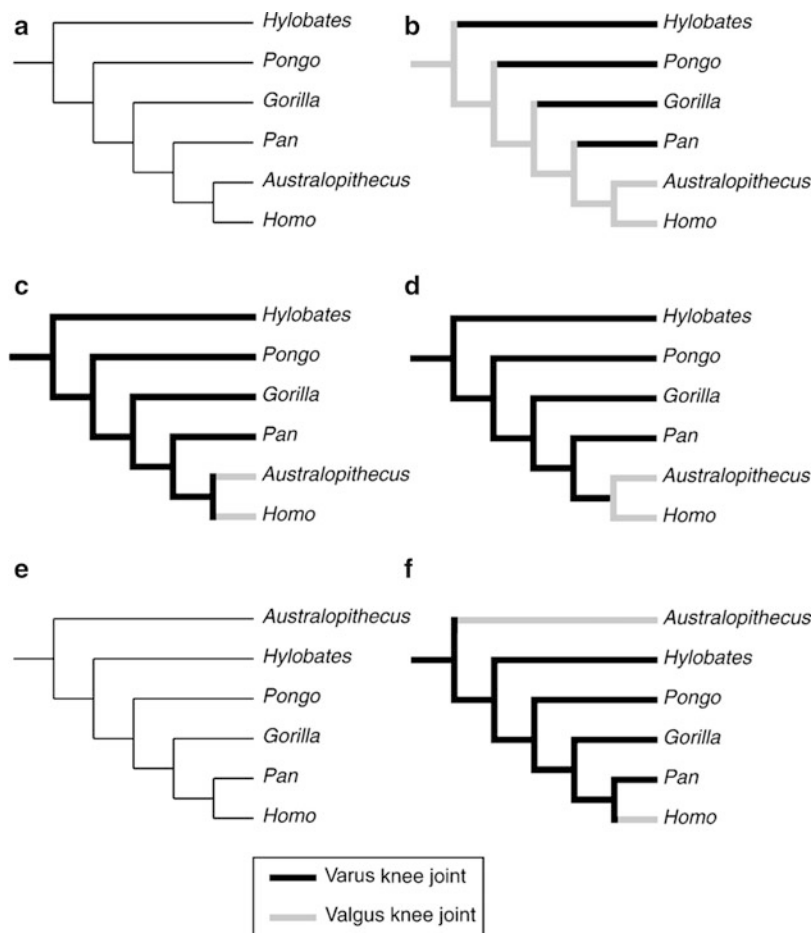 a
Hylobates
Pongo
Gorilla
Pan
Australopithecus
Homo
b
Hylobates
Pongo
Gorilla
Pan
Australopithecus
Homo
c
Hylobates
Pongo
Gorilla
Pan
Australopithecus
Homo
d
Hylobates
Pongo
Gorilla
Pan
Australopithecus
Homo
e
Australopithecus
Hylobates
Pongo
Gorilla
Pan
Homo
f
Australopithecus
Hylobates
Pongo
Gorilla
Pan
Homo
Varus knee joint
Valgus knee joint